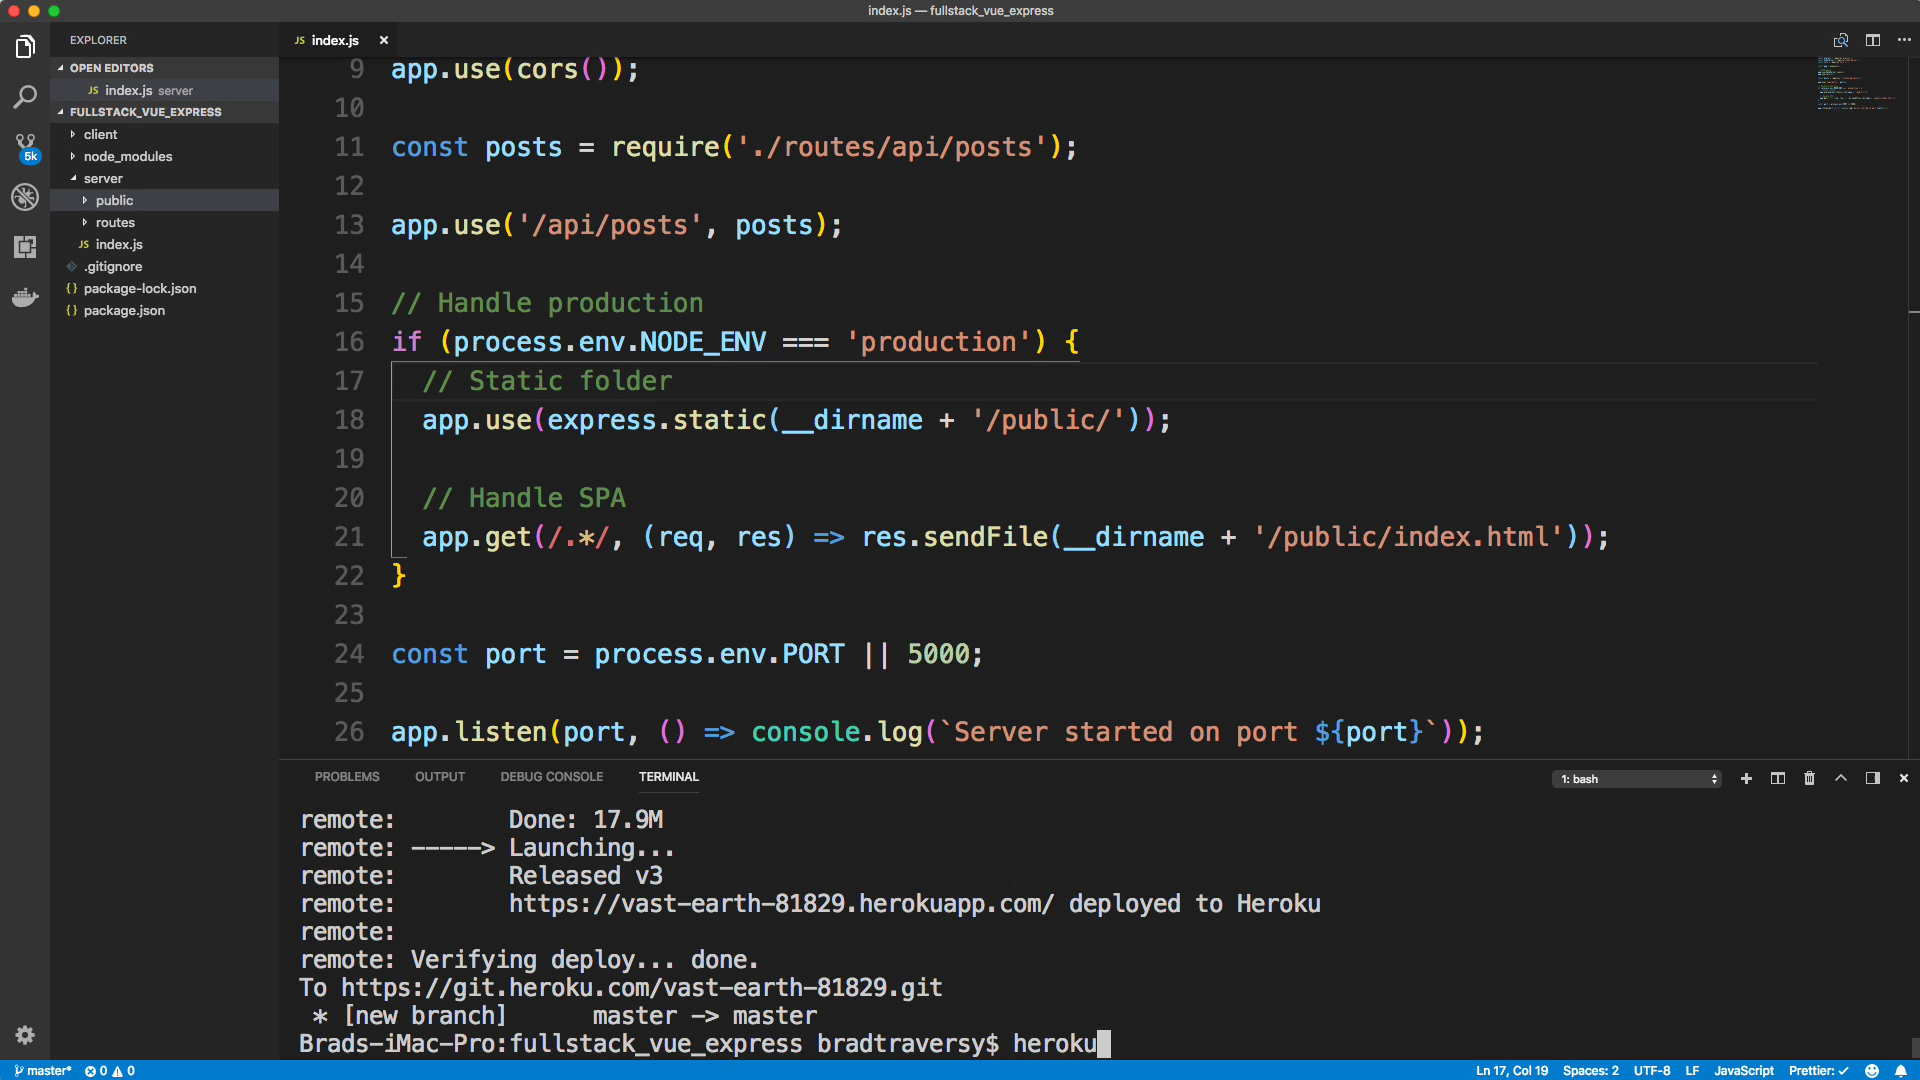 index.js — fullstack_vue_express
EXPLORER
OPEN EDITORS
JS index.js server
FULLSTACK_VUE_EXPRESS
client
node_modules
server
public
routes
JS index.js
.gitignore
{} package-lock.json
{} package.json
5k
JS index.js ×
9 app.use(cors());
10
11 const posts = require('./routes/api/posts');
12
13 app.use('/api/posts', posts);
14
15 // Handle production
16 if (process.env.NODE_ENV === 'production') {
17 // Static folder
18 app.use(express.static(__dirname + '/public/'));
19
20 // Handle SPA
21 app.get(/.*/, (req, res) => res.sendFile(__dirname + '/public/index.html'));
22 }
23
24 const port = process.env.PORT || 5000;
25
26 app.listen(port, () => console.log(`Server started on port ${port}`));
PROBLEMS OUTPUT DEBUG CONSOLE TERMINAL 1: bash
remote: Done: 17.9M
remote: -----> Launching...
remote: Released v3
remote: https://vast-earth-81829.herokuapp.com/ deployed to Heroku
remote:
remote: Verifying deploy... done.
To https://git.heroku.com/vast-earth-81829.git
* [new branch] master -> master
Brads-iMac-Pro:fullstack_vue_express bradtraversy$ heroku
master* 0 0 Ln 17, Col 19 Spaces: 2 UTF-8 LF JavaScript Prettier: ✓